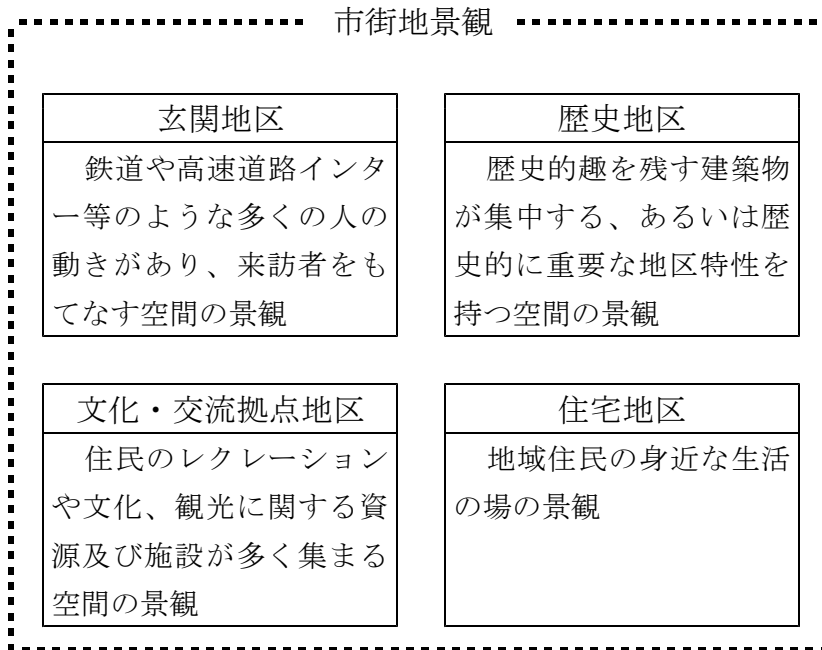 市街地景観
玄関地区
鉄道や高速道路インタ
ー等のような多くの人の
動きがあり、来訪者をも
てなす空間の景観
歴史地区
歴史的趣を残す建築物
が集中する、あるいは歴
史的に重要な地区特性を
持つ空間の景観
文化・交流拠点地区
住民のレクレーション
や文化、観光に関する資
源及び施設が多く集まる
空間の景観
住宅地区
地域住民の身近な生活
の場の景観